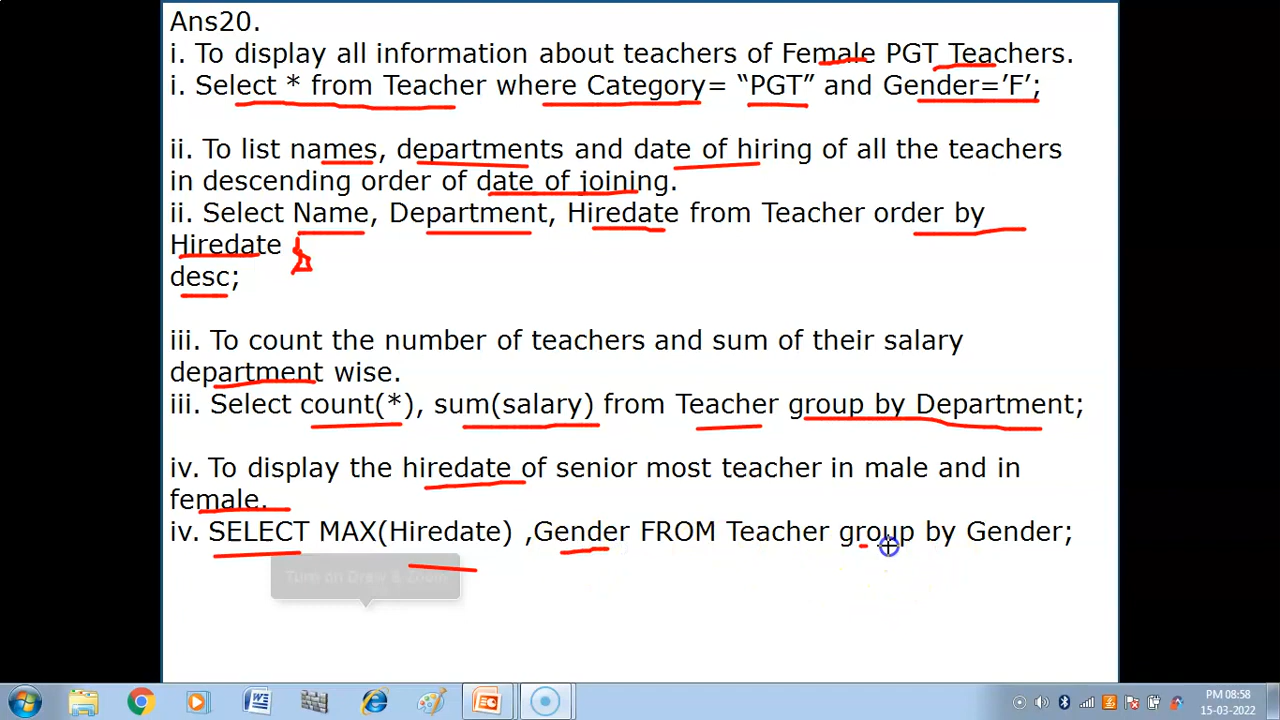 Ans20.
i. To display all information about teachers of Female PGT Teachers.
i. Select * from Teacher where Category= “PGT” and Gender=’F’;
ii. To list names, departments and date of hiring of all the teachers
in descending order of date of joining.
ii. Select Name, Department, Hiredate from Teacher order by
Hiredate
desc;
iii. To count the number of teachers and sum of their salary
department wise.
iii. Select count(*), sum(salary) from Teacher group by Department;
iv. To display the hiredate of senior most teacher in male and in
female.
iv. SELECT MAX(Hiredate) ,Gender FROM Teacher group by Gender;
Turn on Draw & Zoom
PM 08:58
15-03-2022